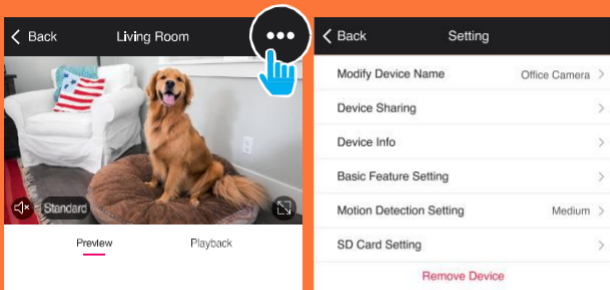 Back
Living Room
Standard
Preview
Playback
Back
Setting
Modify Device Name
Office Camera
Device Sharing
Device Info
Basic Feature Setting
Motion Detection Setting
Medium
SD Card Setting
Remove Device